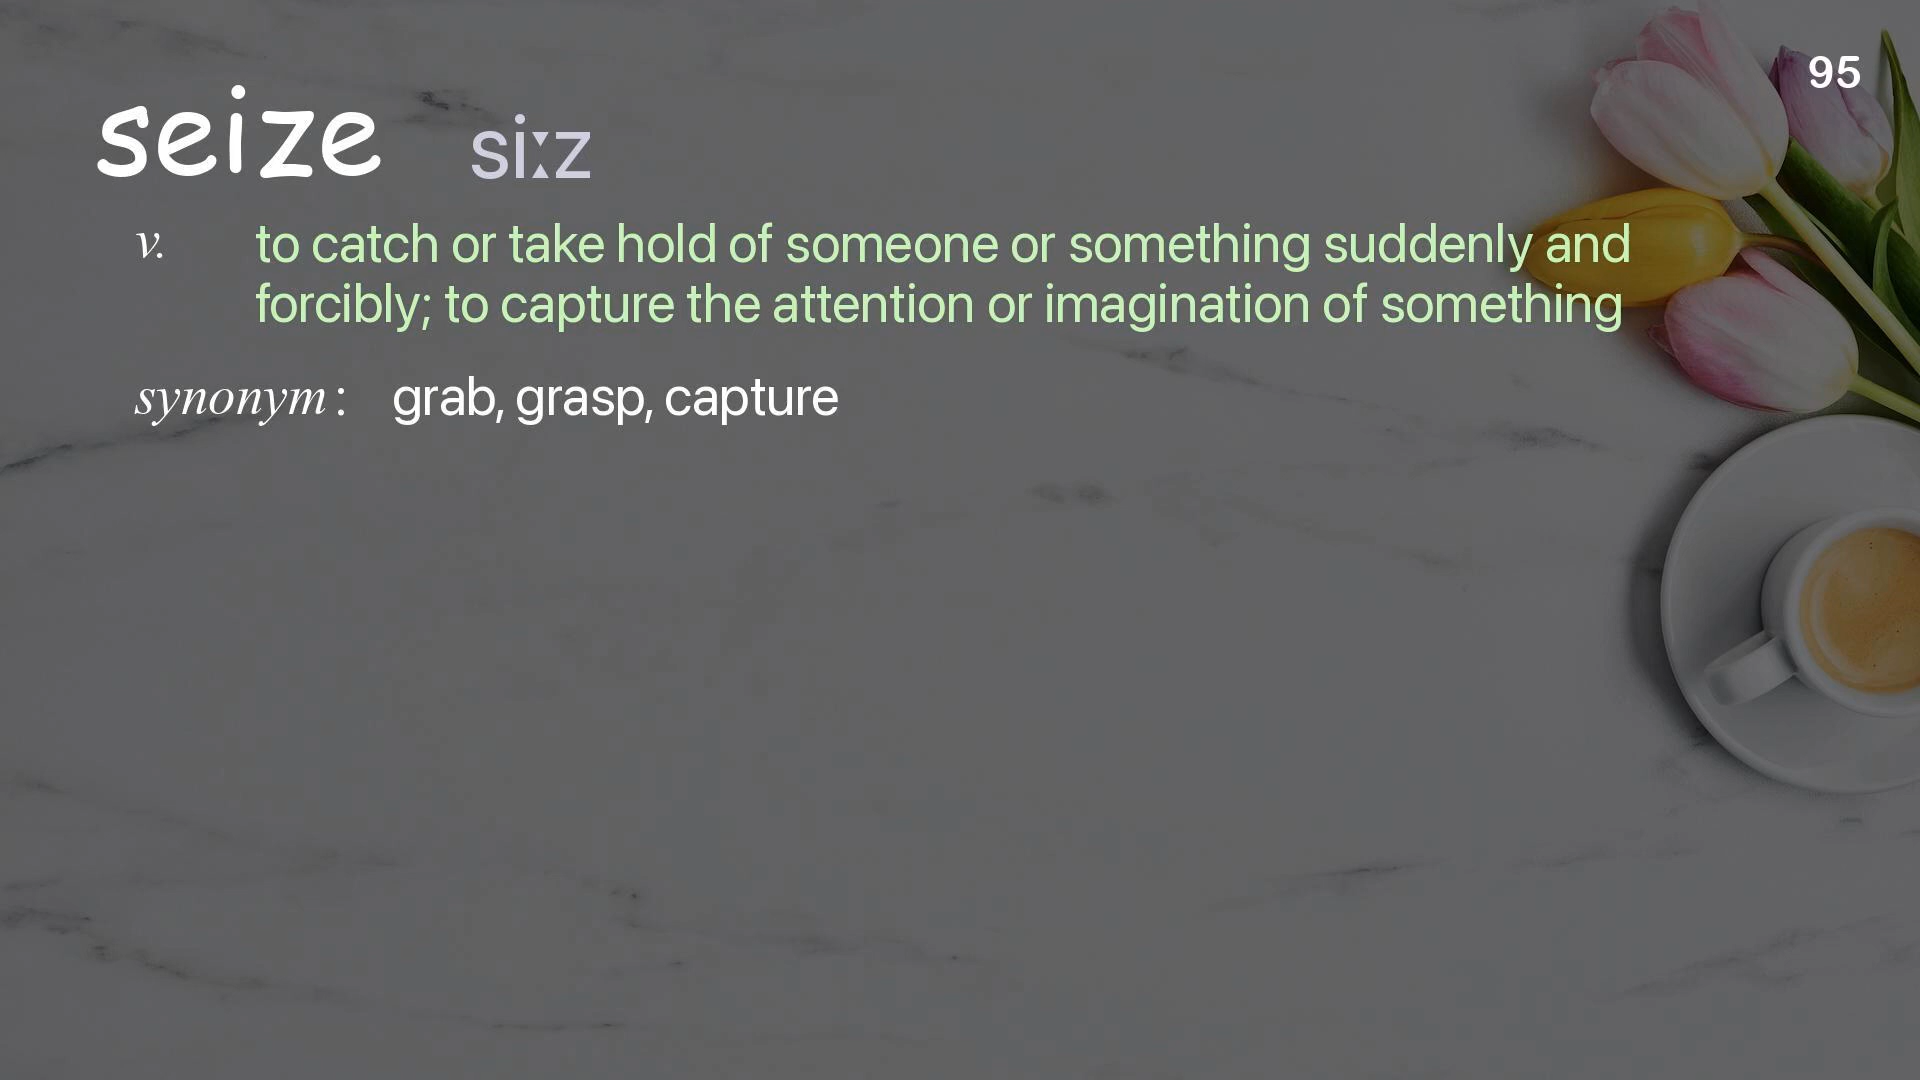 95
seize siːz
v. to catch or take hold of someone or something suddenly and
forcibly; to capture the attention or imagination of something
synonym : grab, grasp, capture